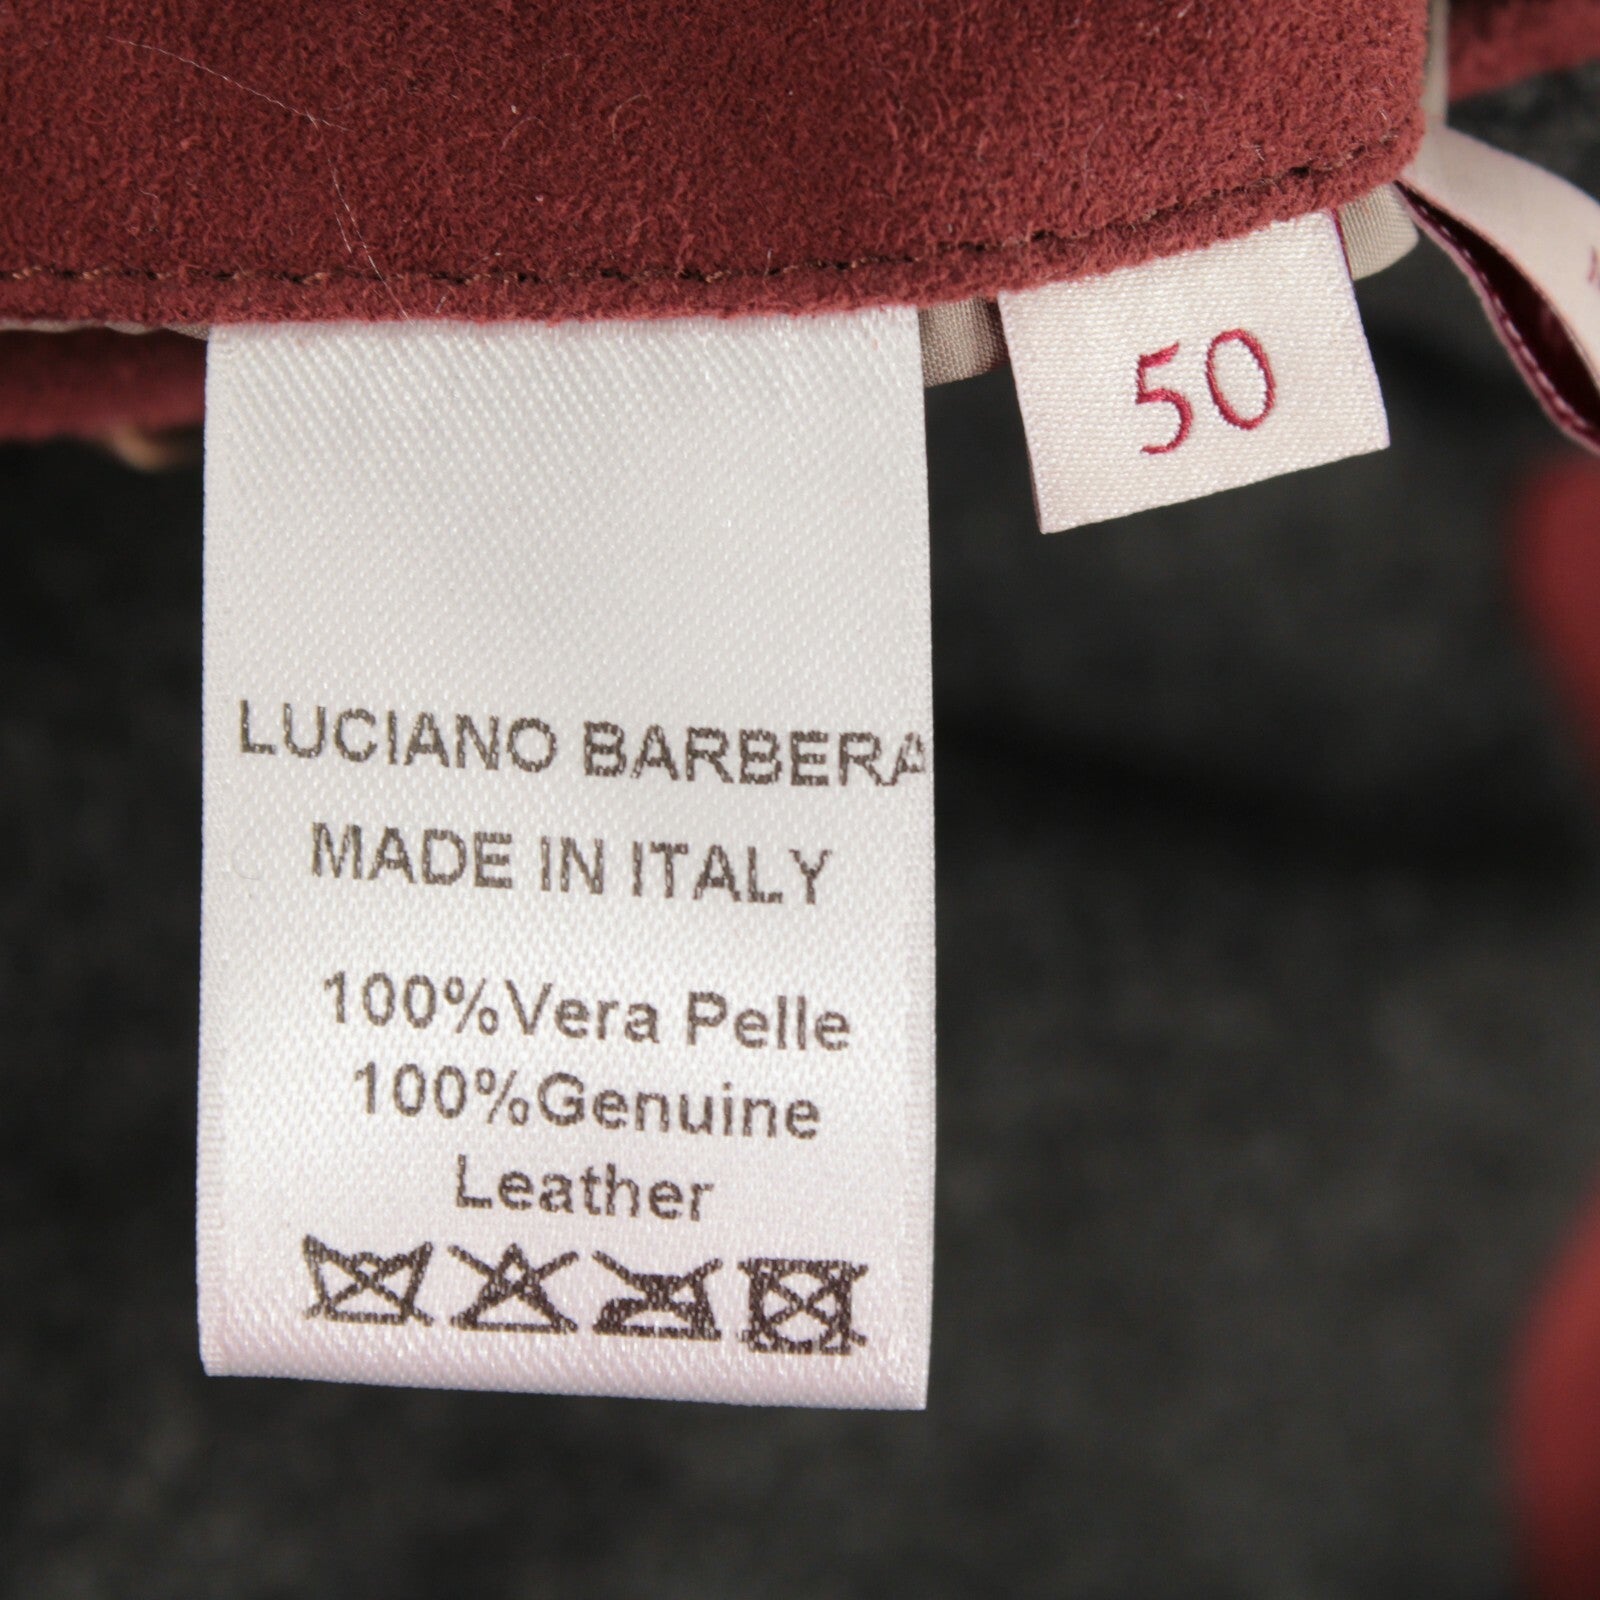 50
LUCIANO BARBERA
MADE IN ITALY
100%Vera Pelle
100%Genuine
Leather